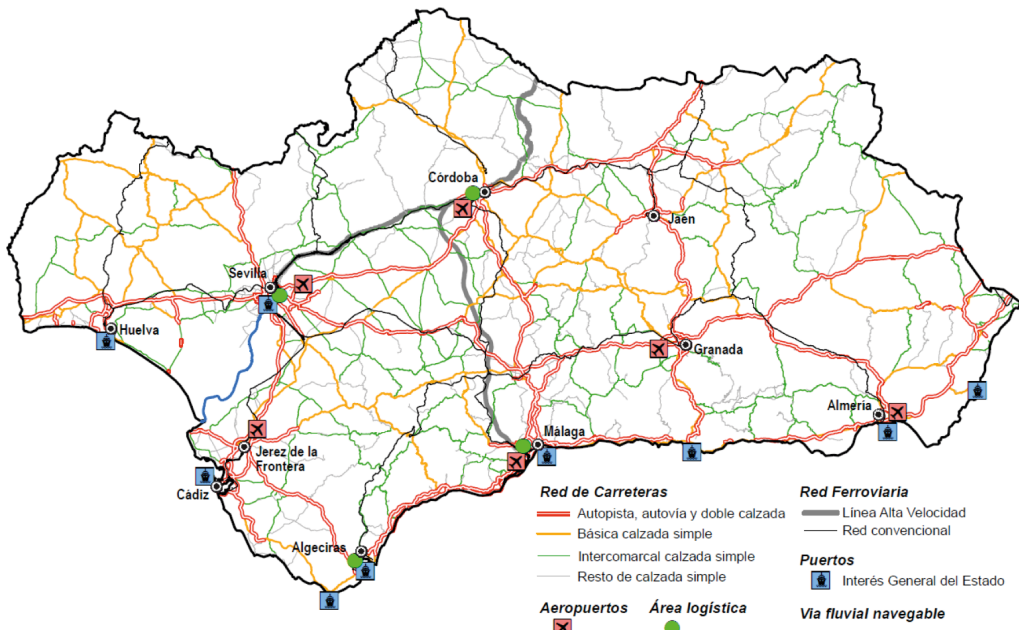 Córdoba
Jaén
Sevilla
Huelva
Granada
Almería
Málaga
Jerez de la
Frontera
Cádiz
Algeciras
Red de Carreteras
Autopista, autovía y doble calzada
Básica calzada simple
Intercomarcal calzada simple
Resto de calzada simple
Aeropuertos
Área logística
Red Ferroviaria
Línea Alta Velocidad
Red convencional
Puertos
Interés General del Estado
Via fluvial navegable